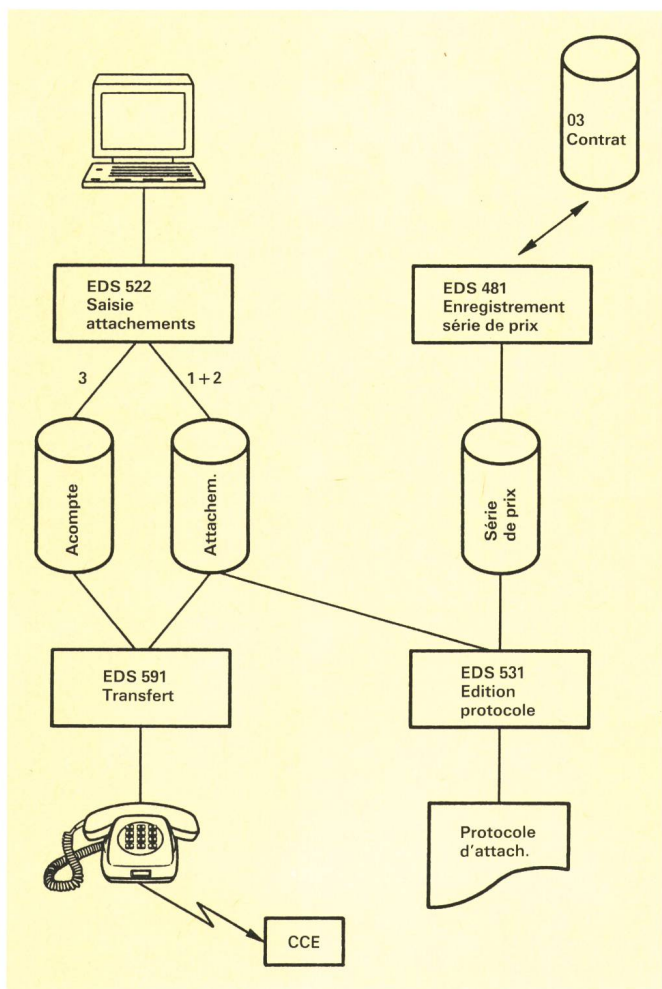 03
Contrat
EDS 522
Saisie
attachements
EDS 481
Enregistrement
série de prix
3
1+2
Acompte
Attachem.
Série
de prix
EDS 591
Transfert
EDS 531
Edition
protocole
Protocole
d'attach.
CCE